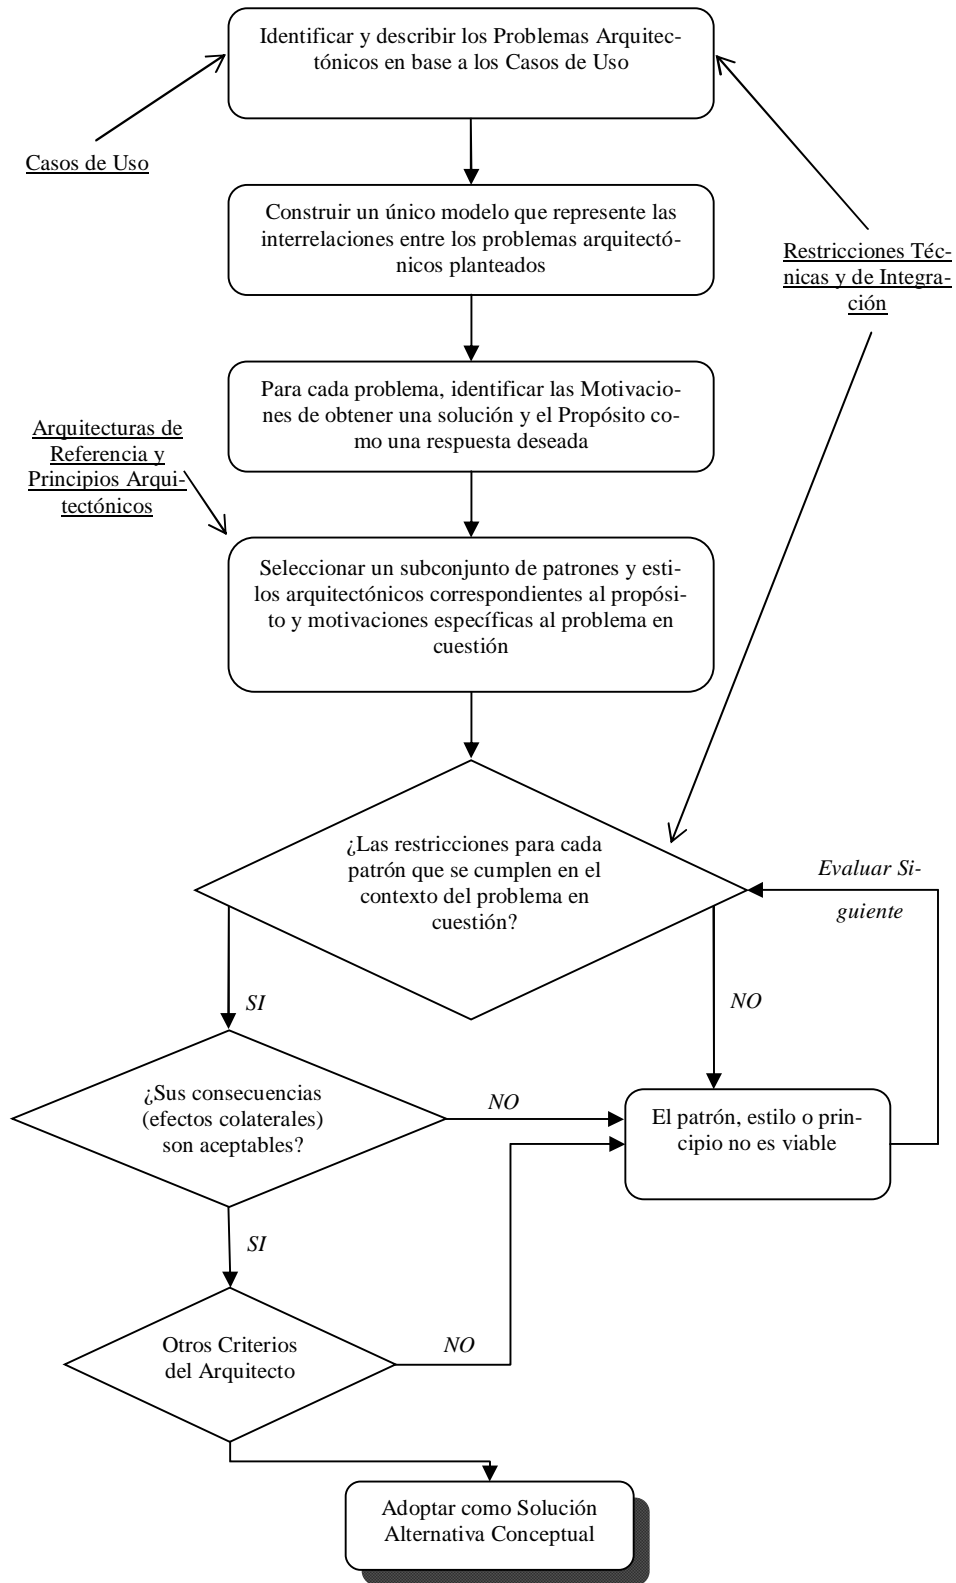 Identificar y describir los Problemas Arquitec-
tónicos en base a los Casos de Uso
Casos de Uso
Construir un único modelo que represente las
interrelaciones entre los problemas arquitectó-
nicos planteados
Restricciones Téc-
nicas y de Integra-
ción
Para cada problema, identificar las Motivacio-
nes de obtener una solución y el Propósito co-
mo una respuesta deseada
Arquitecturas de
Referencia y
Principios Arqui-
tectónicos
Seleccionar un subconjunto de patrones y esti-
los arquitectónicos correspondientes al propósi-
to y motivaciones específicas al problema en
cuestión
¿Las restricciones para cada
patrón que se cumplen en el
contexto del problema en
cuestión?
Evaluar Si-
guiente
SI
NO
¿Sus consecuencias
(efectos colaterales)
son aceptables?
NO
El patrón, estilo o prin-
cipio no es viable
SI
Otros Criterios
del Arquitecto
NO
Adoptar como Solución
Alternativa Conceptual